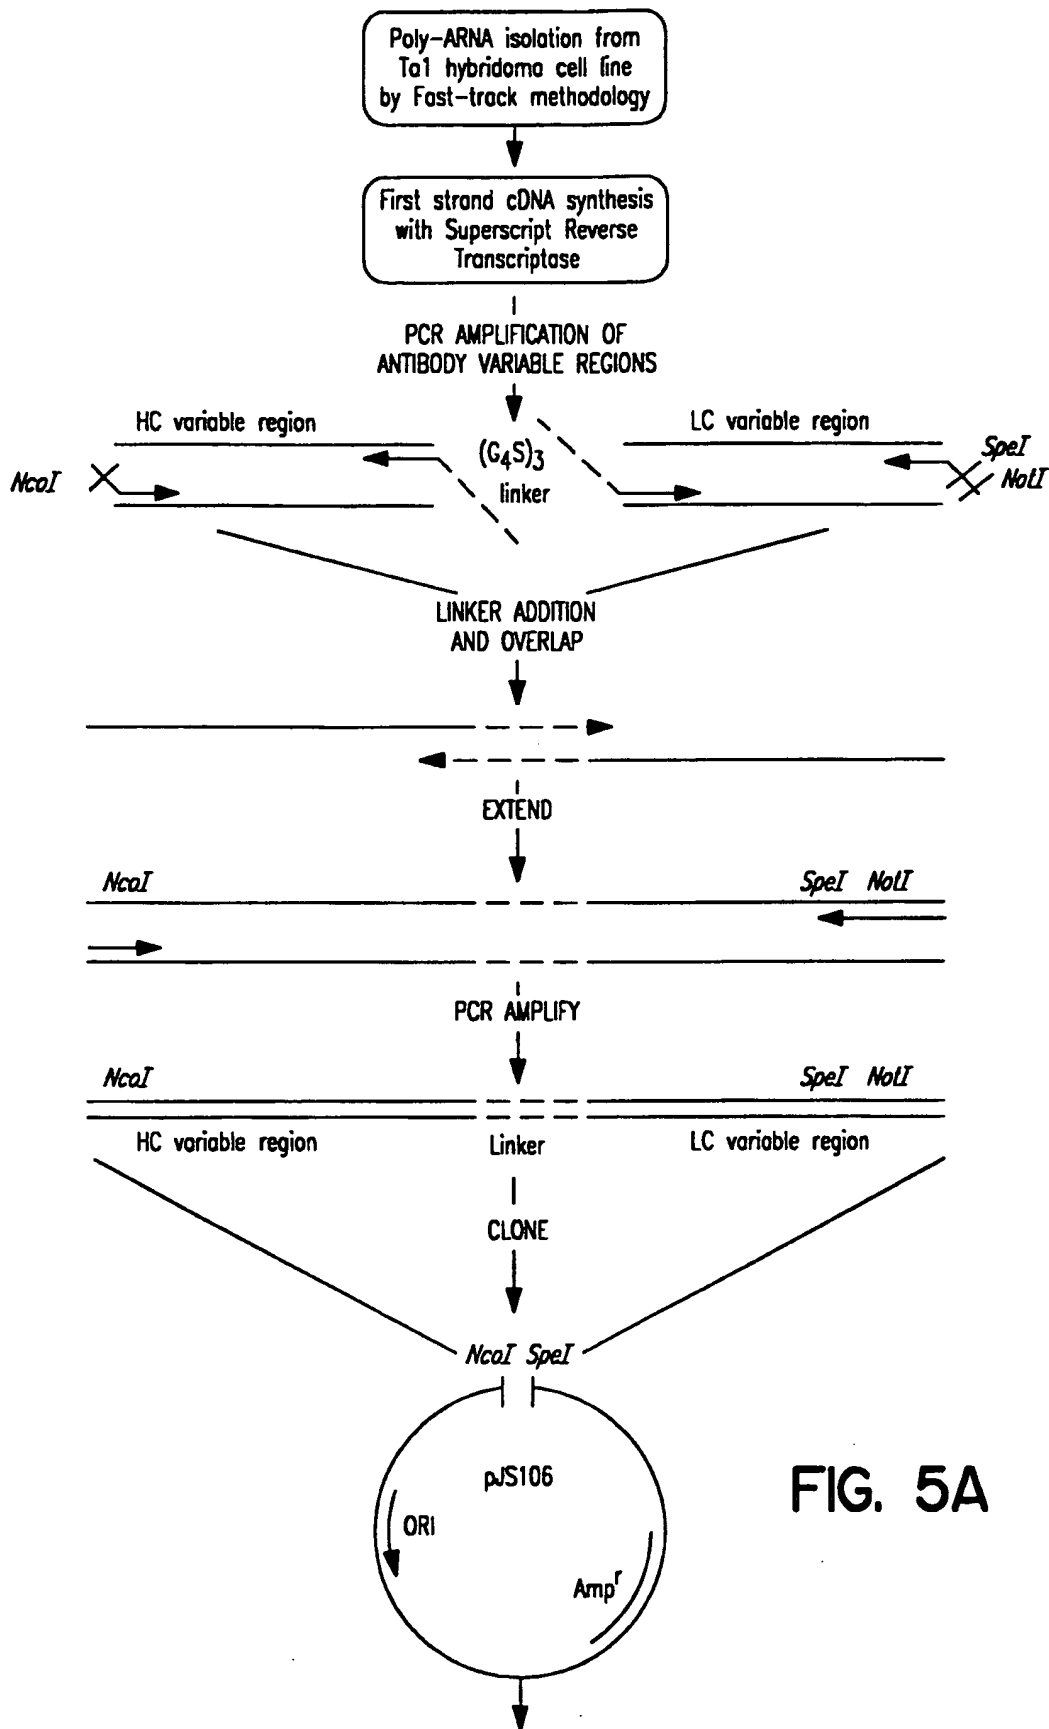 Poly-ARNA isolation from
Ta1 hybridoma cell line
by Fast-track methodology
First strand cDNA synthesis
with Superscript Reverse
Transcriptase
PCR AMPLIFICATION OF
ANTIBODY VARIABLE REGIONS
HC variable region
LC variable region
(G4S)3
linker
NcoI
SpeI
NotI
LINKER ADDITION
AND OVERLAP
EXTEND
NcoI
SpeI NotI
PCR AMPLIFY
NcoI
SpeI NotI
HC variable region
Linker
LC variable region
CLONE
NcoI SpeI
pJS106
ORI
Ampr
FIG. 5A